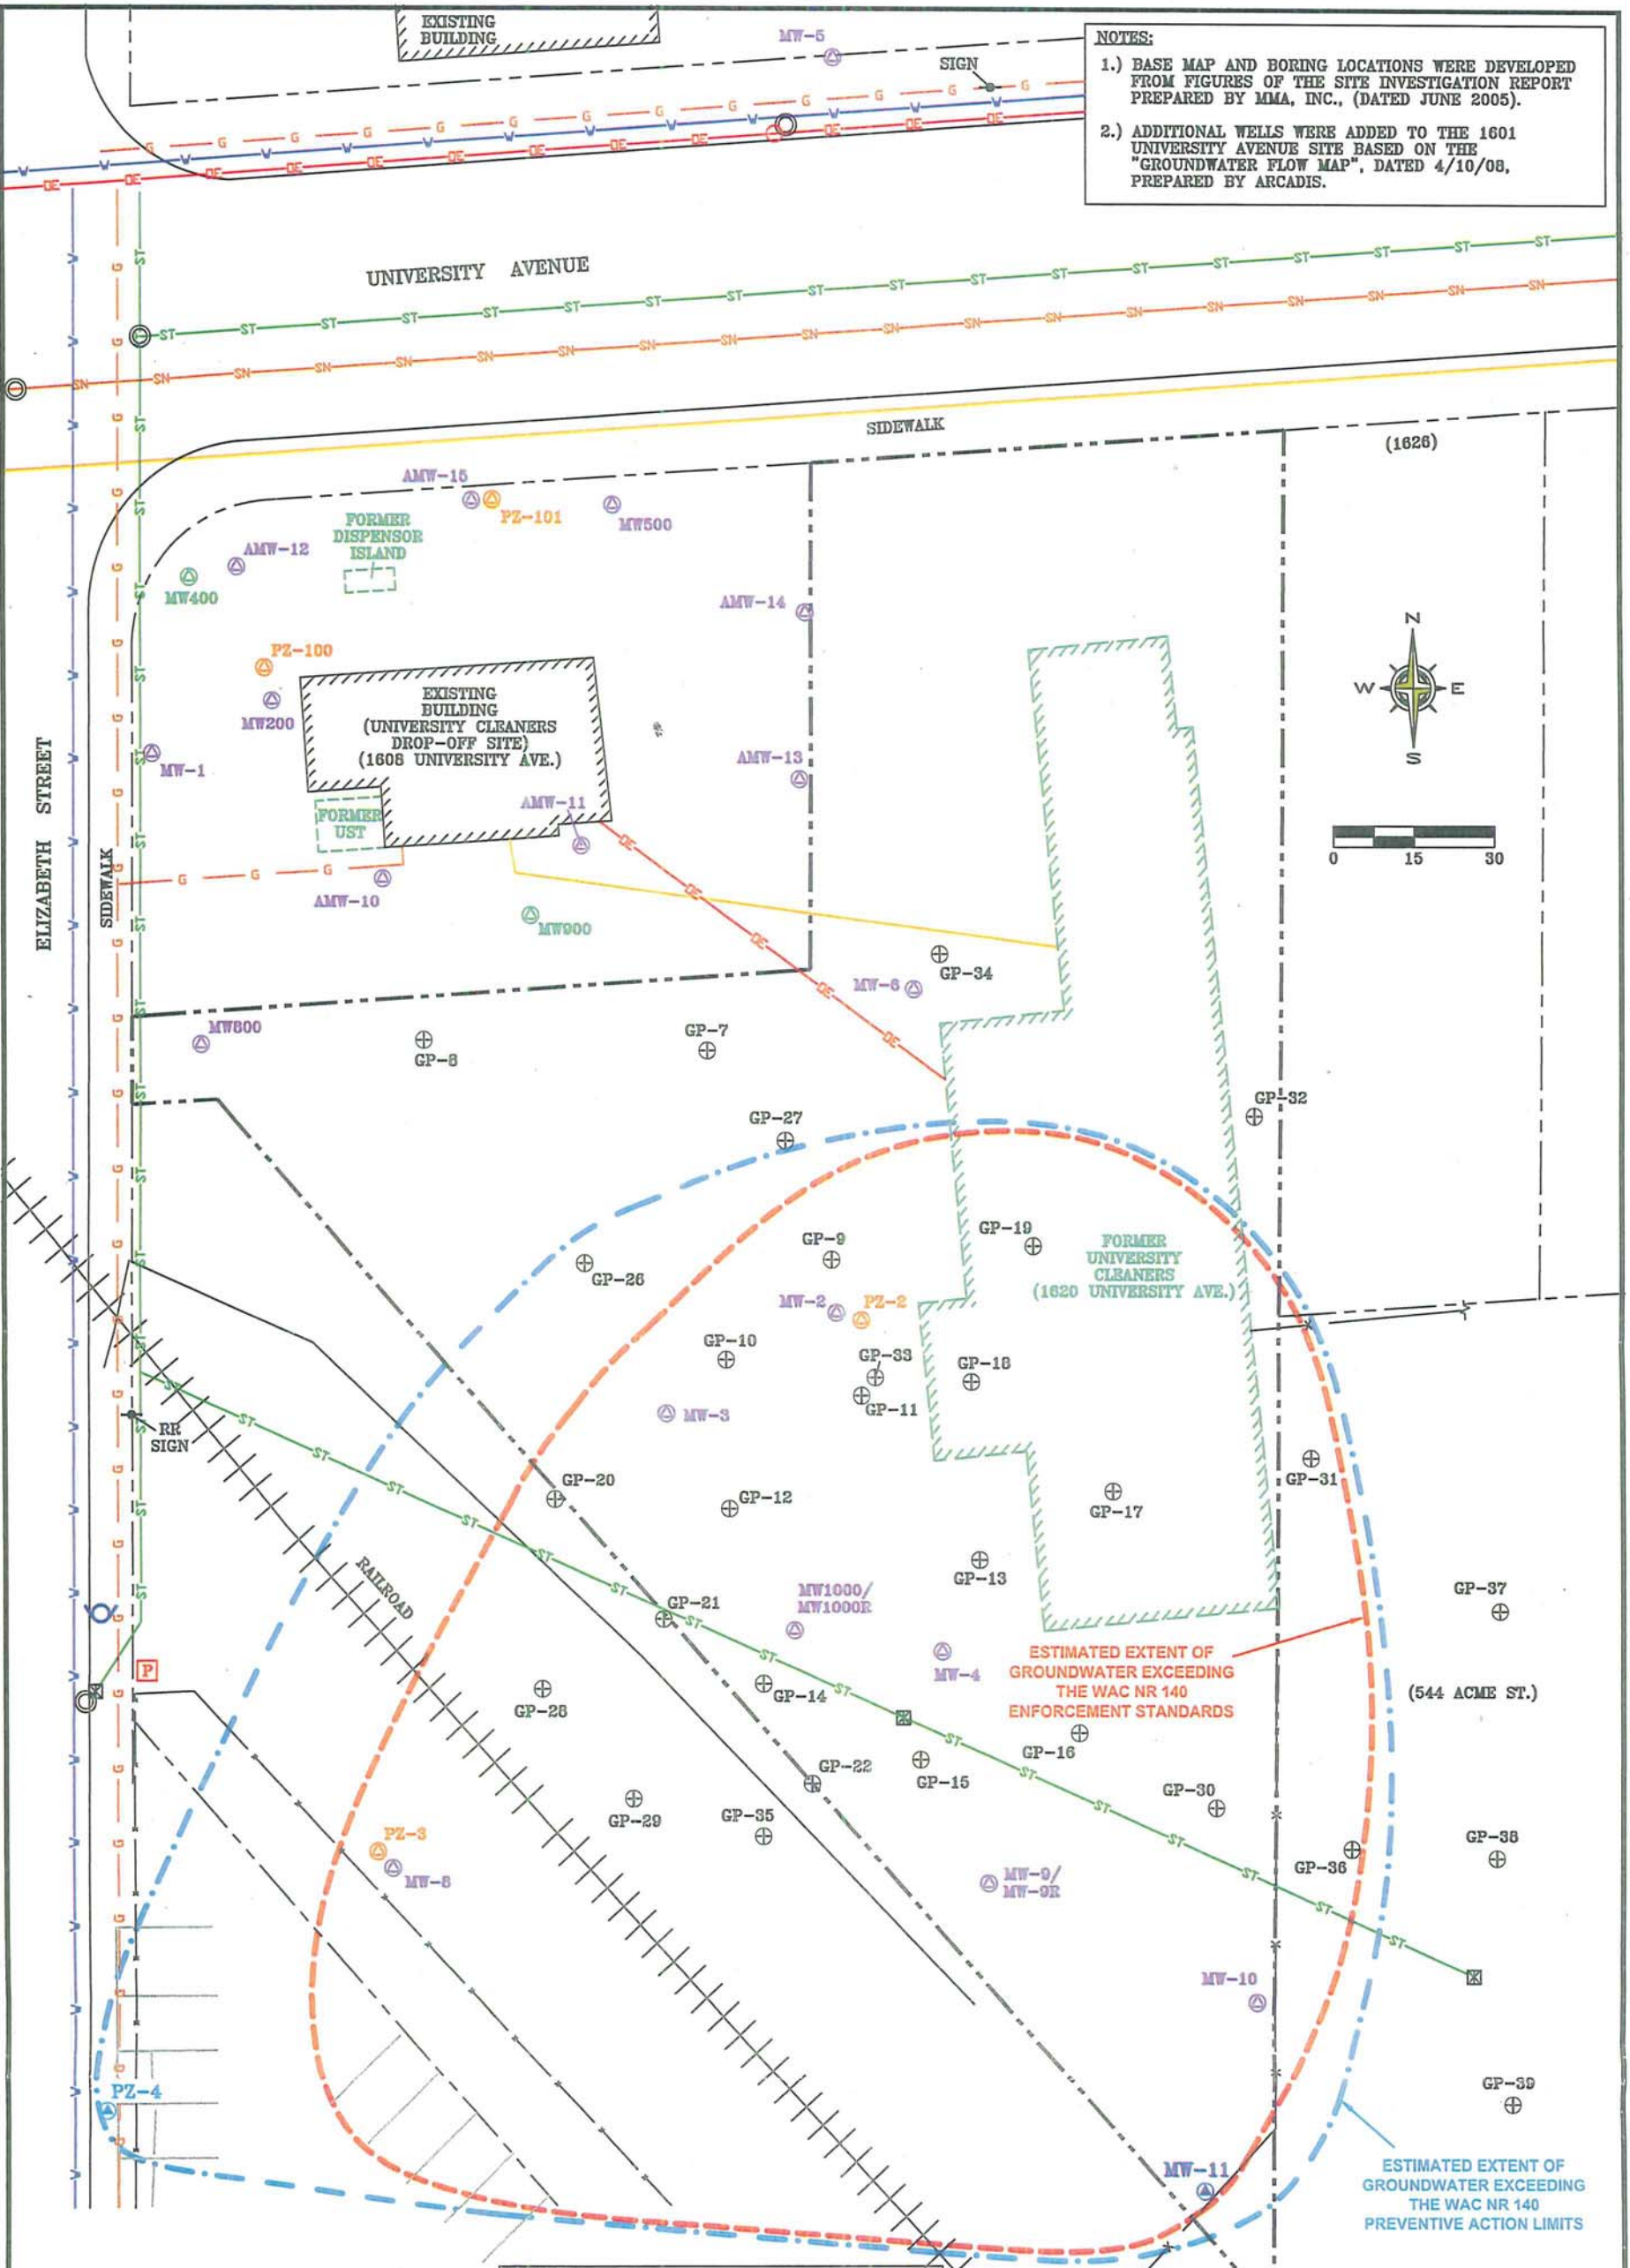 EXISTING
BUILDING
MW-5
SIGN
NOTES:
1.) BASE MAP AND BORING LOCATIONS WERE DEVELOPED
FROM FIGURES OF THE SITE INVESTIGATION REPORT
PREPARED BY MMA, INC., (DATED JUNE 2005).
2.) ADDITIONAL WELLS WERE ADDED TO THE 1601
UNIVERSITY AVENUE SITE BASED ON THE
"GROUNDWATER FLOW MAP", DATED 4/10/08,
PREPARED BY ARCADIS.
UNIVERSITY AVENUE
SIDEWALK
(1626)
AMW-15
PZ-101
MW500
FORMER
DISPENSOR
ISLAND
AMW-12
MW400
AMW-14
PZ-100
MW200
MW-1
EXISTING
BUILDING
(UNIVERSITY CLEANERS
DROP-OFF SITE)
(1608 UNIVERSITY AVE.)
AMW-13
N
W
E
S
0 15 30
AMW-11
FORMER
UST
ELIZABETH STREET
SIDEWALK
AMW-10
MW900
GP-34
MW-6
MW800
GP-8
GP-7
GP-32
GP-27
GP-9
GP-19
GP-26
FORMER
UNIVERSITY
CLEANERS
(1620 UNIVERSITY AVE.)
MW-2
PZ-2
GP-10
GP-33
GP-18
GP-11
MW-3
RR
SIGN
GP-20
GP-12
GP-31
GP-17
RAILROAD
GP-13
GP-37
MW1000/
MW1000R
GP-21
P
MW-4
ESTIMATED EXTENT OF
GROUNDWATER EXCEEDING
THE WAC NR 140
ENFORCEMENT STANDARDS
(544 ACME ST.)
GP-14
GP-28
GP-16
GP-22
GP-15
GP-30
GP-29
GP-35
PZ-3
MW-8
GP-38
GP-36
MW-9/
MW-9R
MW-10
PZ-4
GP-39
MW-11
ESTIMATED EXTENT OF
GROUNDWATER EXCEEDING
THE WAC NR 140
PREVENTIVE ACTION LIMITS